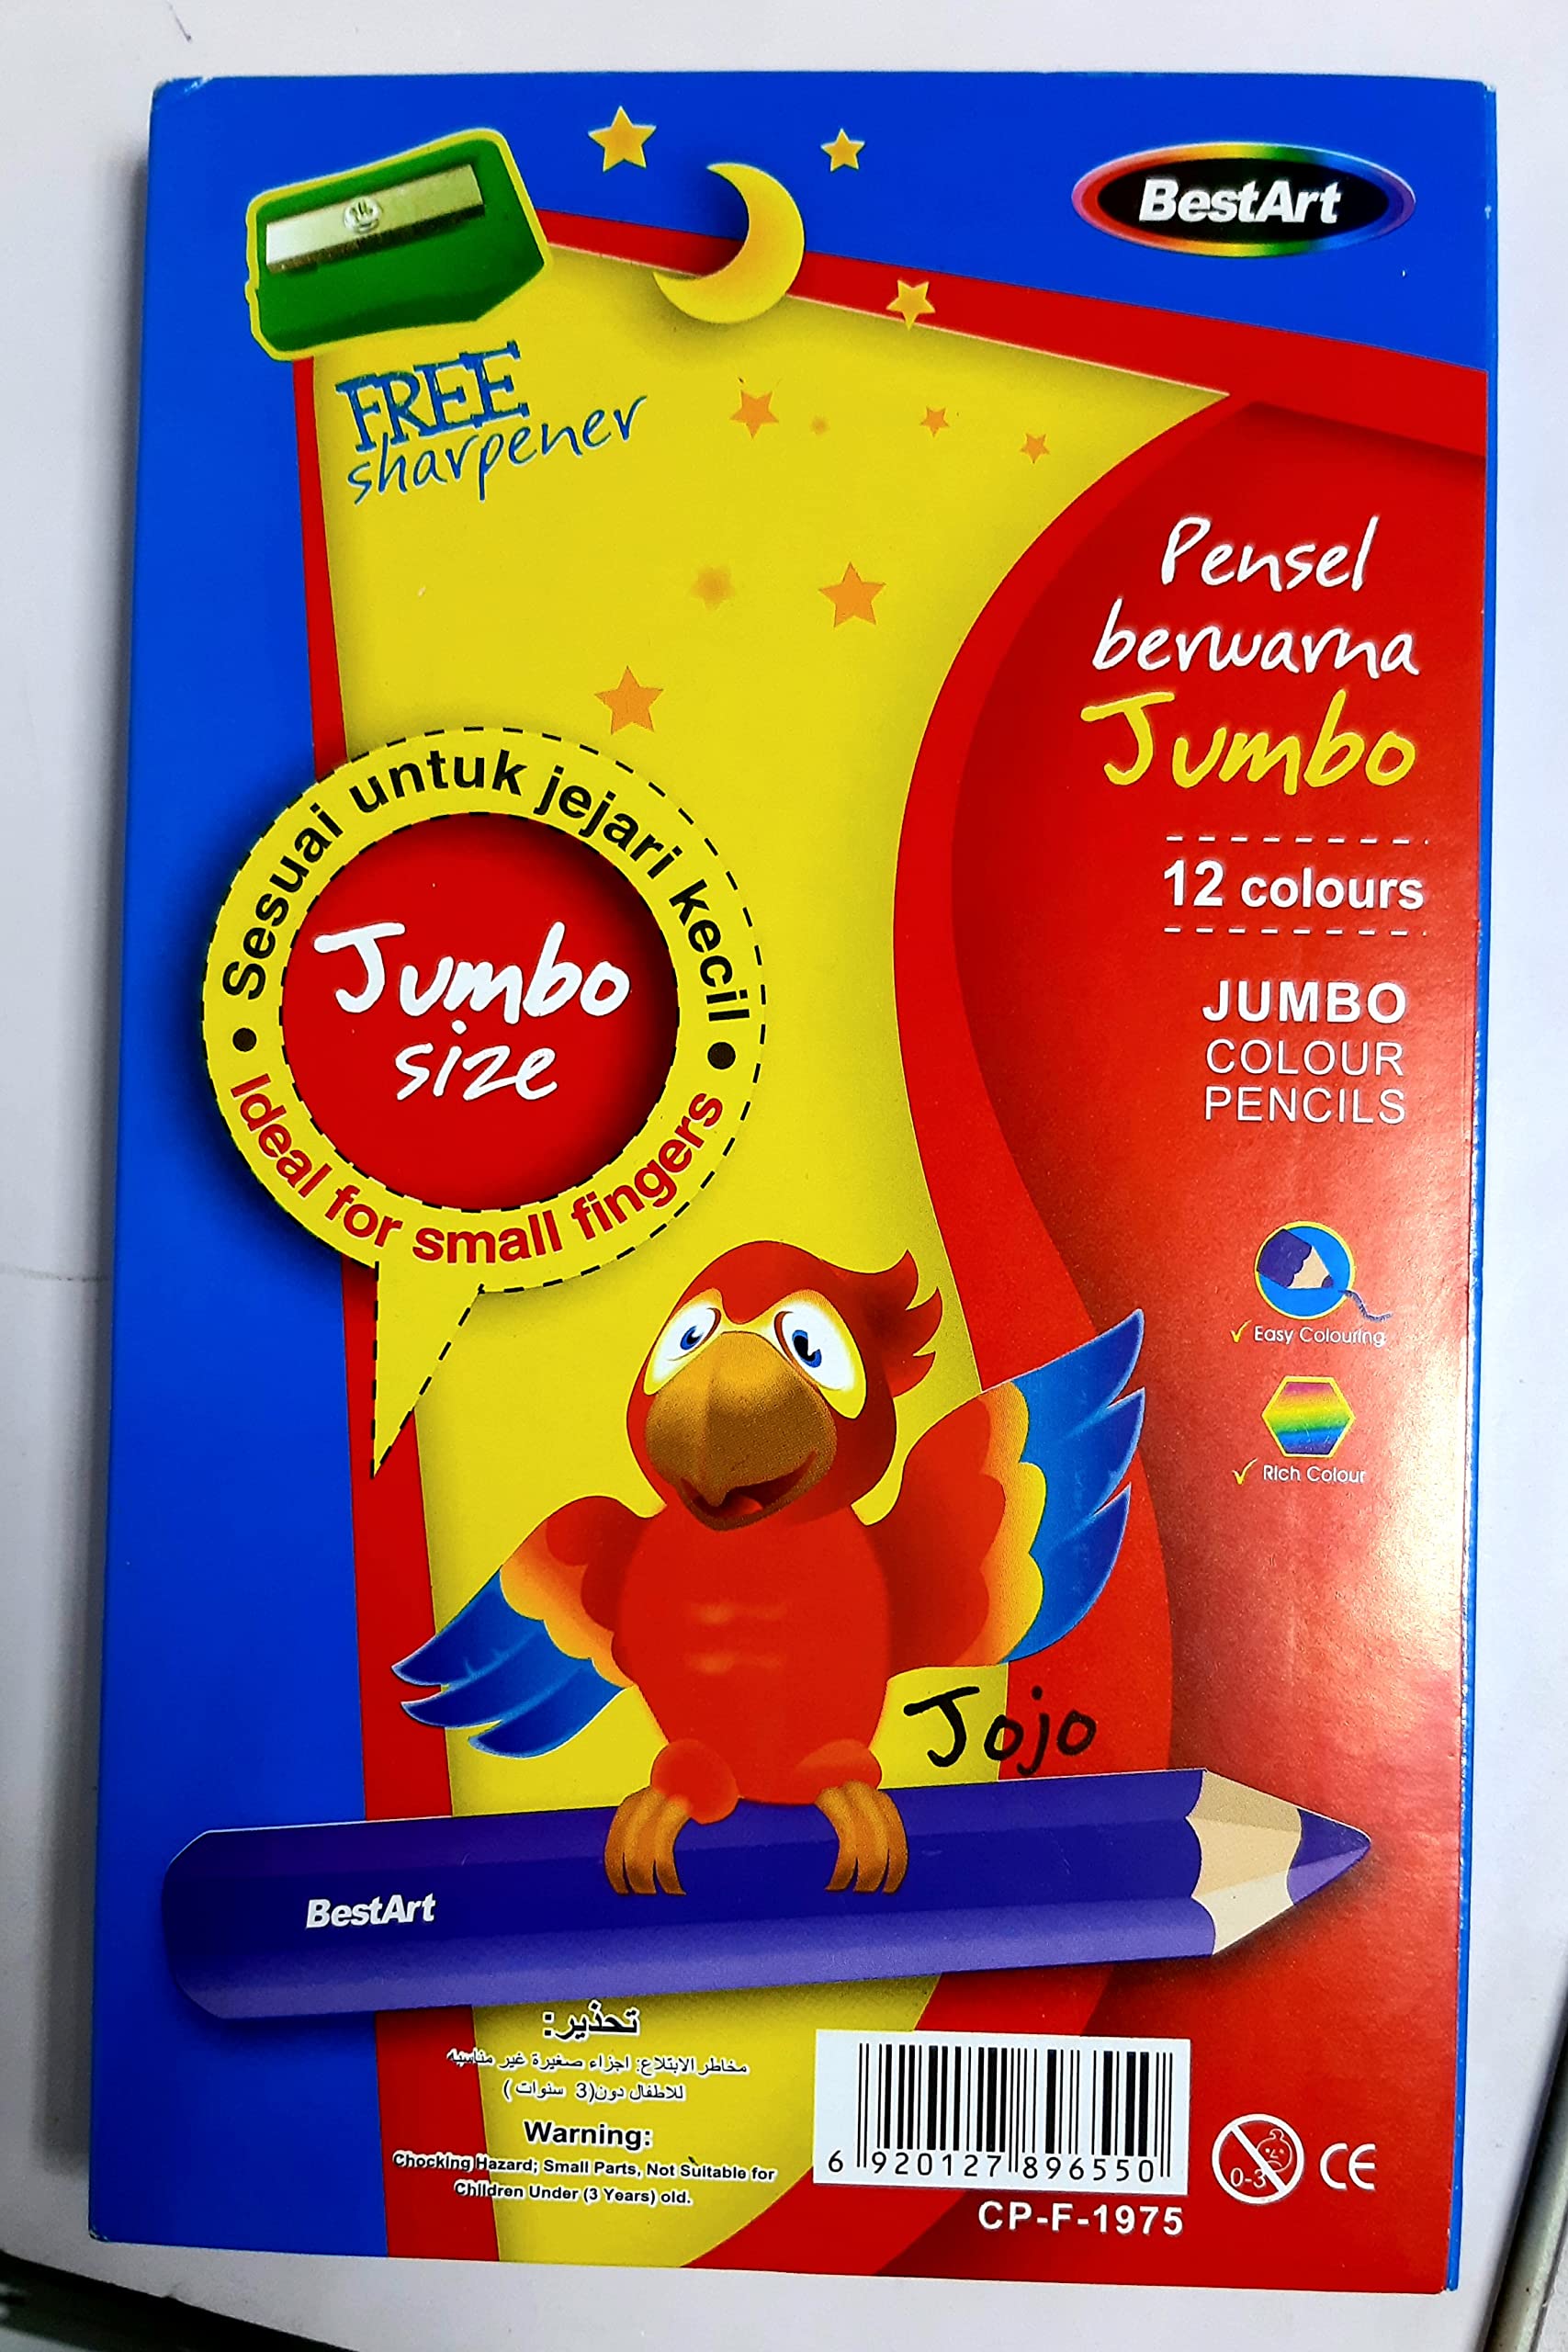 BestArt
FREE
sharpener
Pensel
berwarna
Jumbo
12 colours
JUMBO
COLOUR
PENCILS
Sesuai untuk jejari kecil
Jumbo
size
Ideal for small fingers
Easy Colouring
Rich Colour
Jojo
BestArt
تحذير:
مخاطر الابتلاع: اجزاء صغيرة غير مناسبه
للاطفال دون(3 سنوات )
Warning:
Chocking Hazard; Small Parts, Not Suitable for
Children Under (3 Years) old.
6 920127 896550
CP-F-1975
0-3
CE